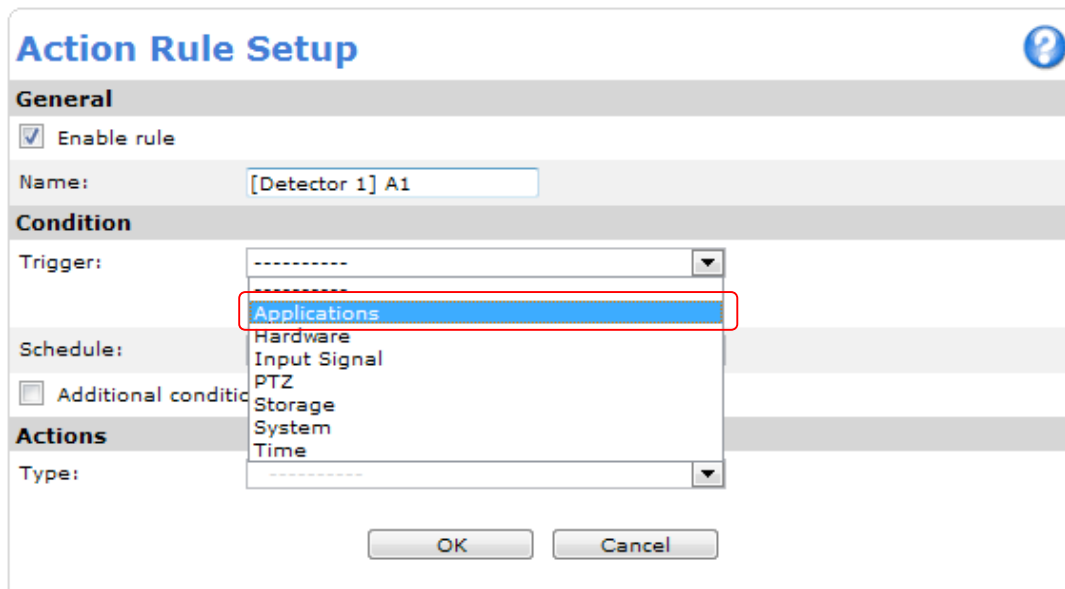 Action Rule Setup
General
Enable rule
Name: [Detector 1] A1
Condition
Trigger: ----------
----------
Applications
Hardware
Schedule:
Input Signal
PTZ
Additional conditio
Storage
System
Actions
Time
Type: ----------
OK Cancel